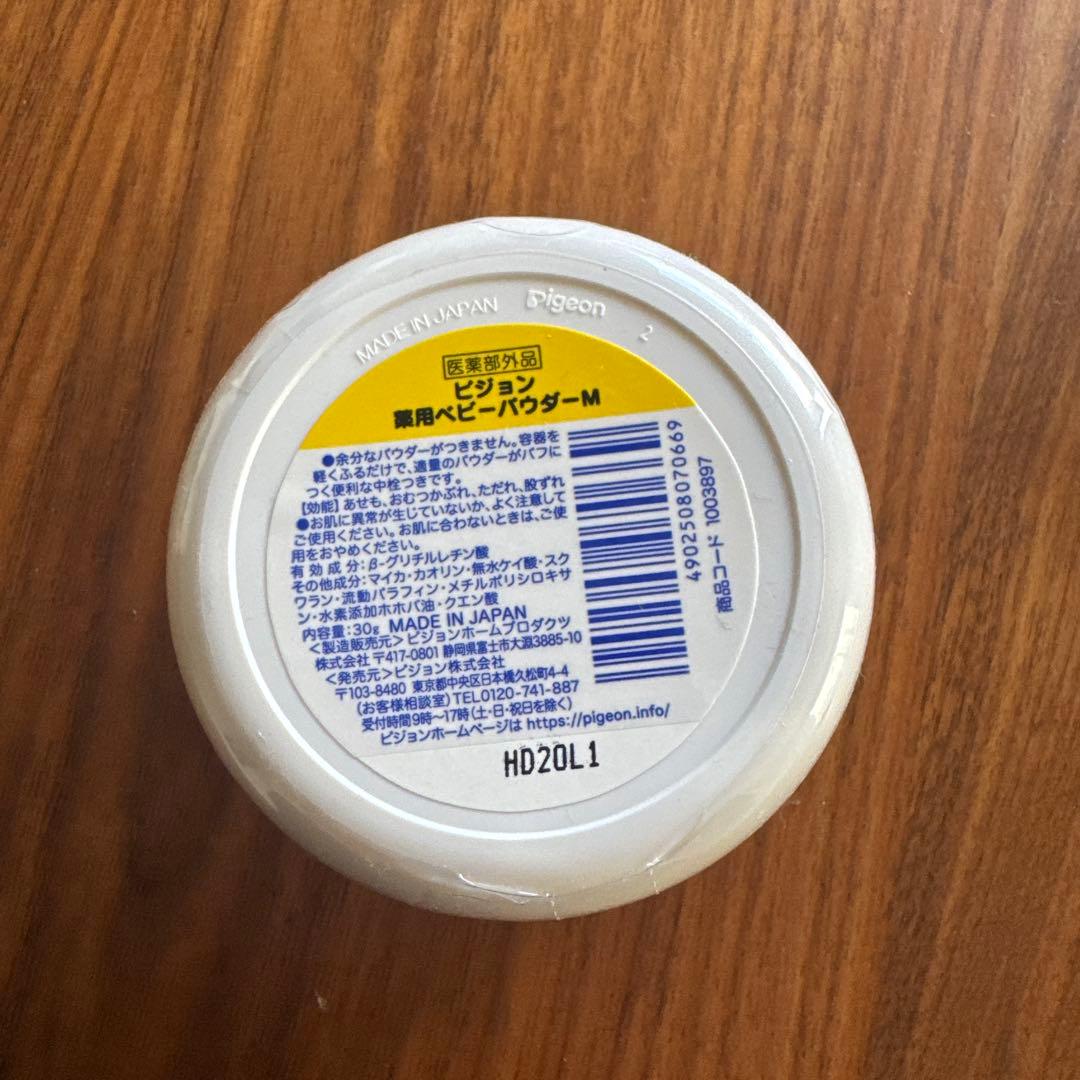 MADE IN JAPAN Pigeon 2
医薬部外品
ピジョン
薬用ベビーパウダーM
●余分なパウダーがつきません。容器を
軽くふるだけで、適量のパウダーがパフに
つく便利な中栓つきです。
【効能】あせも、おむつかぶれ、ただれ、股ずれ
●お肌に異常が生じていないか、よく注意して
ご使用ください。お肌に合わないときは、ご使
用をおやめください。
有効成分:β-グリチルレチン酸
その他成分:マイカ・カオリン・無水ケイ酸・スク
ワラン・流動パラフィン・メチルポリシロキサ
ン・水素添加ホホバ油・クエン酸
内容量:30g MADE IN JAPAN
<製造販売元>ピジョンホームプロダクツ
株式会社 〒417-0801 静岡県富士市大淵3885-10
<発売元>ピジョン株式会社
〒103-8480 東京都中央区日本橋久松町4-4
(お客様相談室)TEL0120-741-887
受付時間9時〜17時(土・日・祝日を除く)
ピジョンホームページは https://pigeon.info/
4902508070669
商品コード 1003897
HD20L1